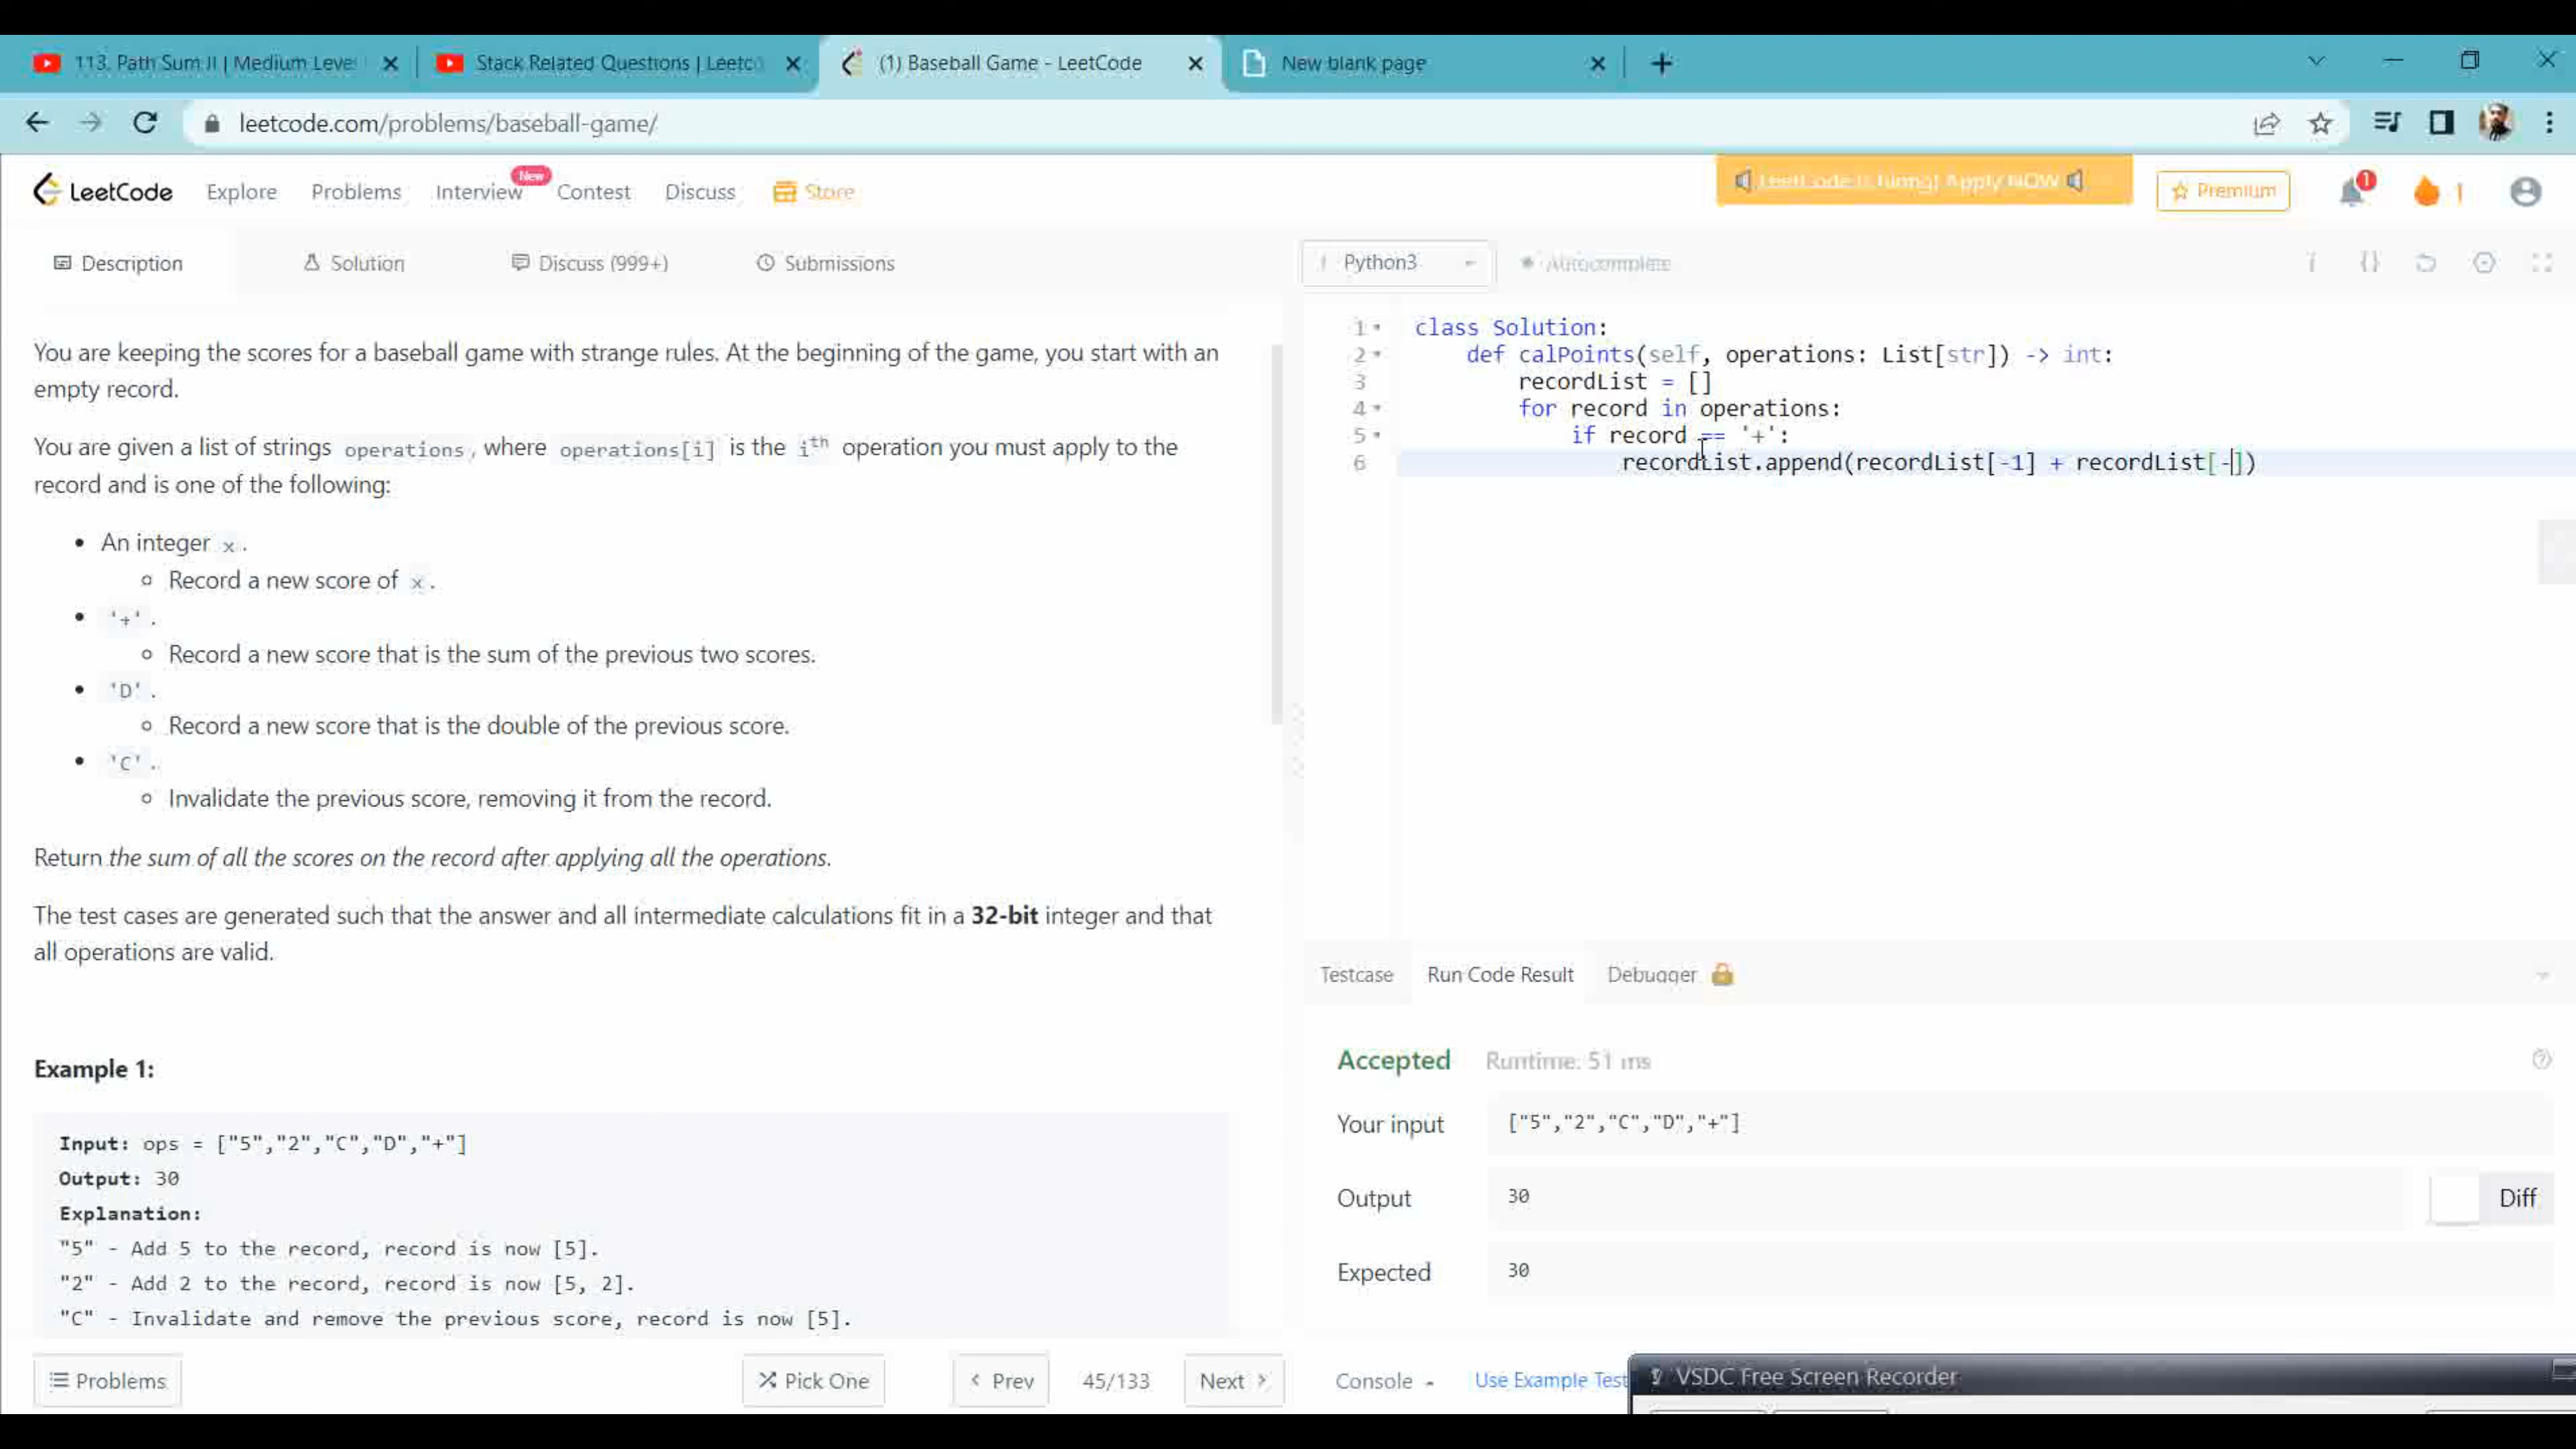 113. Path Sum II | Medium Level
Stack Related Questions | Leetc
(1) Baseball Game - LeetCode
New blank page
leetcode.com/problems/baseball-game/
LeetCode
Explore
Problems
Interview
New
Contest
Discuss
Store
LeetCode is hiring! Apply NOW
Premium
1
1
Description
Solution
Discuss (999+)
Submissions
You are keeping the scores for a baseball game with strange rules. At the beginning of the game, you start with an
empty record.
You are given a list of strings operations, where operations[i] is the ith operation you must apply to the
record and is one of the following:
• An integer x.
Record a new score of x.
• '+'.
Record a new score that is the sum of the previous two scores.
• 'D'.
Record a new score that is the double of the previous score.
• 'C'.
Invalidate the previous score, removing it from the record.
Return the sum of all the scores on the record after applying all the operations.
The test cases are generated such that the answer and all intermediate calculations fit in a 32-bit integer and that
all operations are valid.
Example 1:
Input: ops = ["5","2","C","D","+"]
Output: 30
Explanation:
"5" - Add 5 to the record, record is now [5].
"2" - Add 2 to the record, record is now [5, 2].
"C" - Invalidate and remove the previous score, record is now [5].
Problems
Pick One
< Prev
45/133
Next >
i Python3
Autocomplete
i {}
1 class Solution:
2 def calPoints(self, operations: List[str]) -> int:
3 recordList = []
4 for record in operations:
5 if record == '+':
6 recordList.append(recordList[-1] + recordList[-])
Testcase
Run Code Result
Debugger
Accepted
Runtime: 51 ms
Your input
["5","2","C","D","+"]
Output
30
Diff
Expected
30
Console
Use Example Test
VSDC Free Screen Recorder